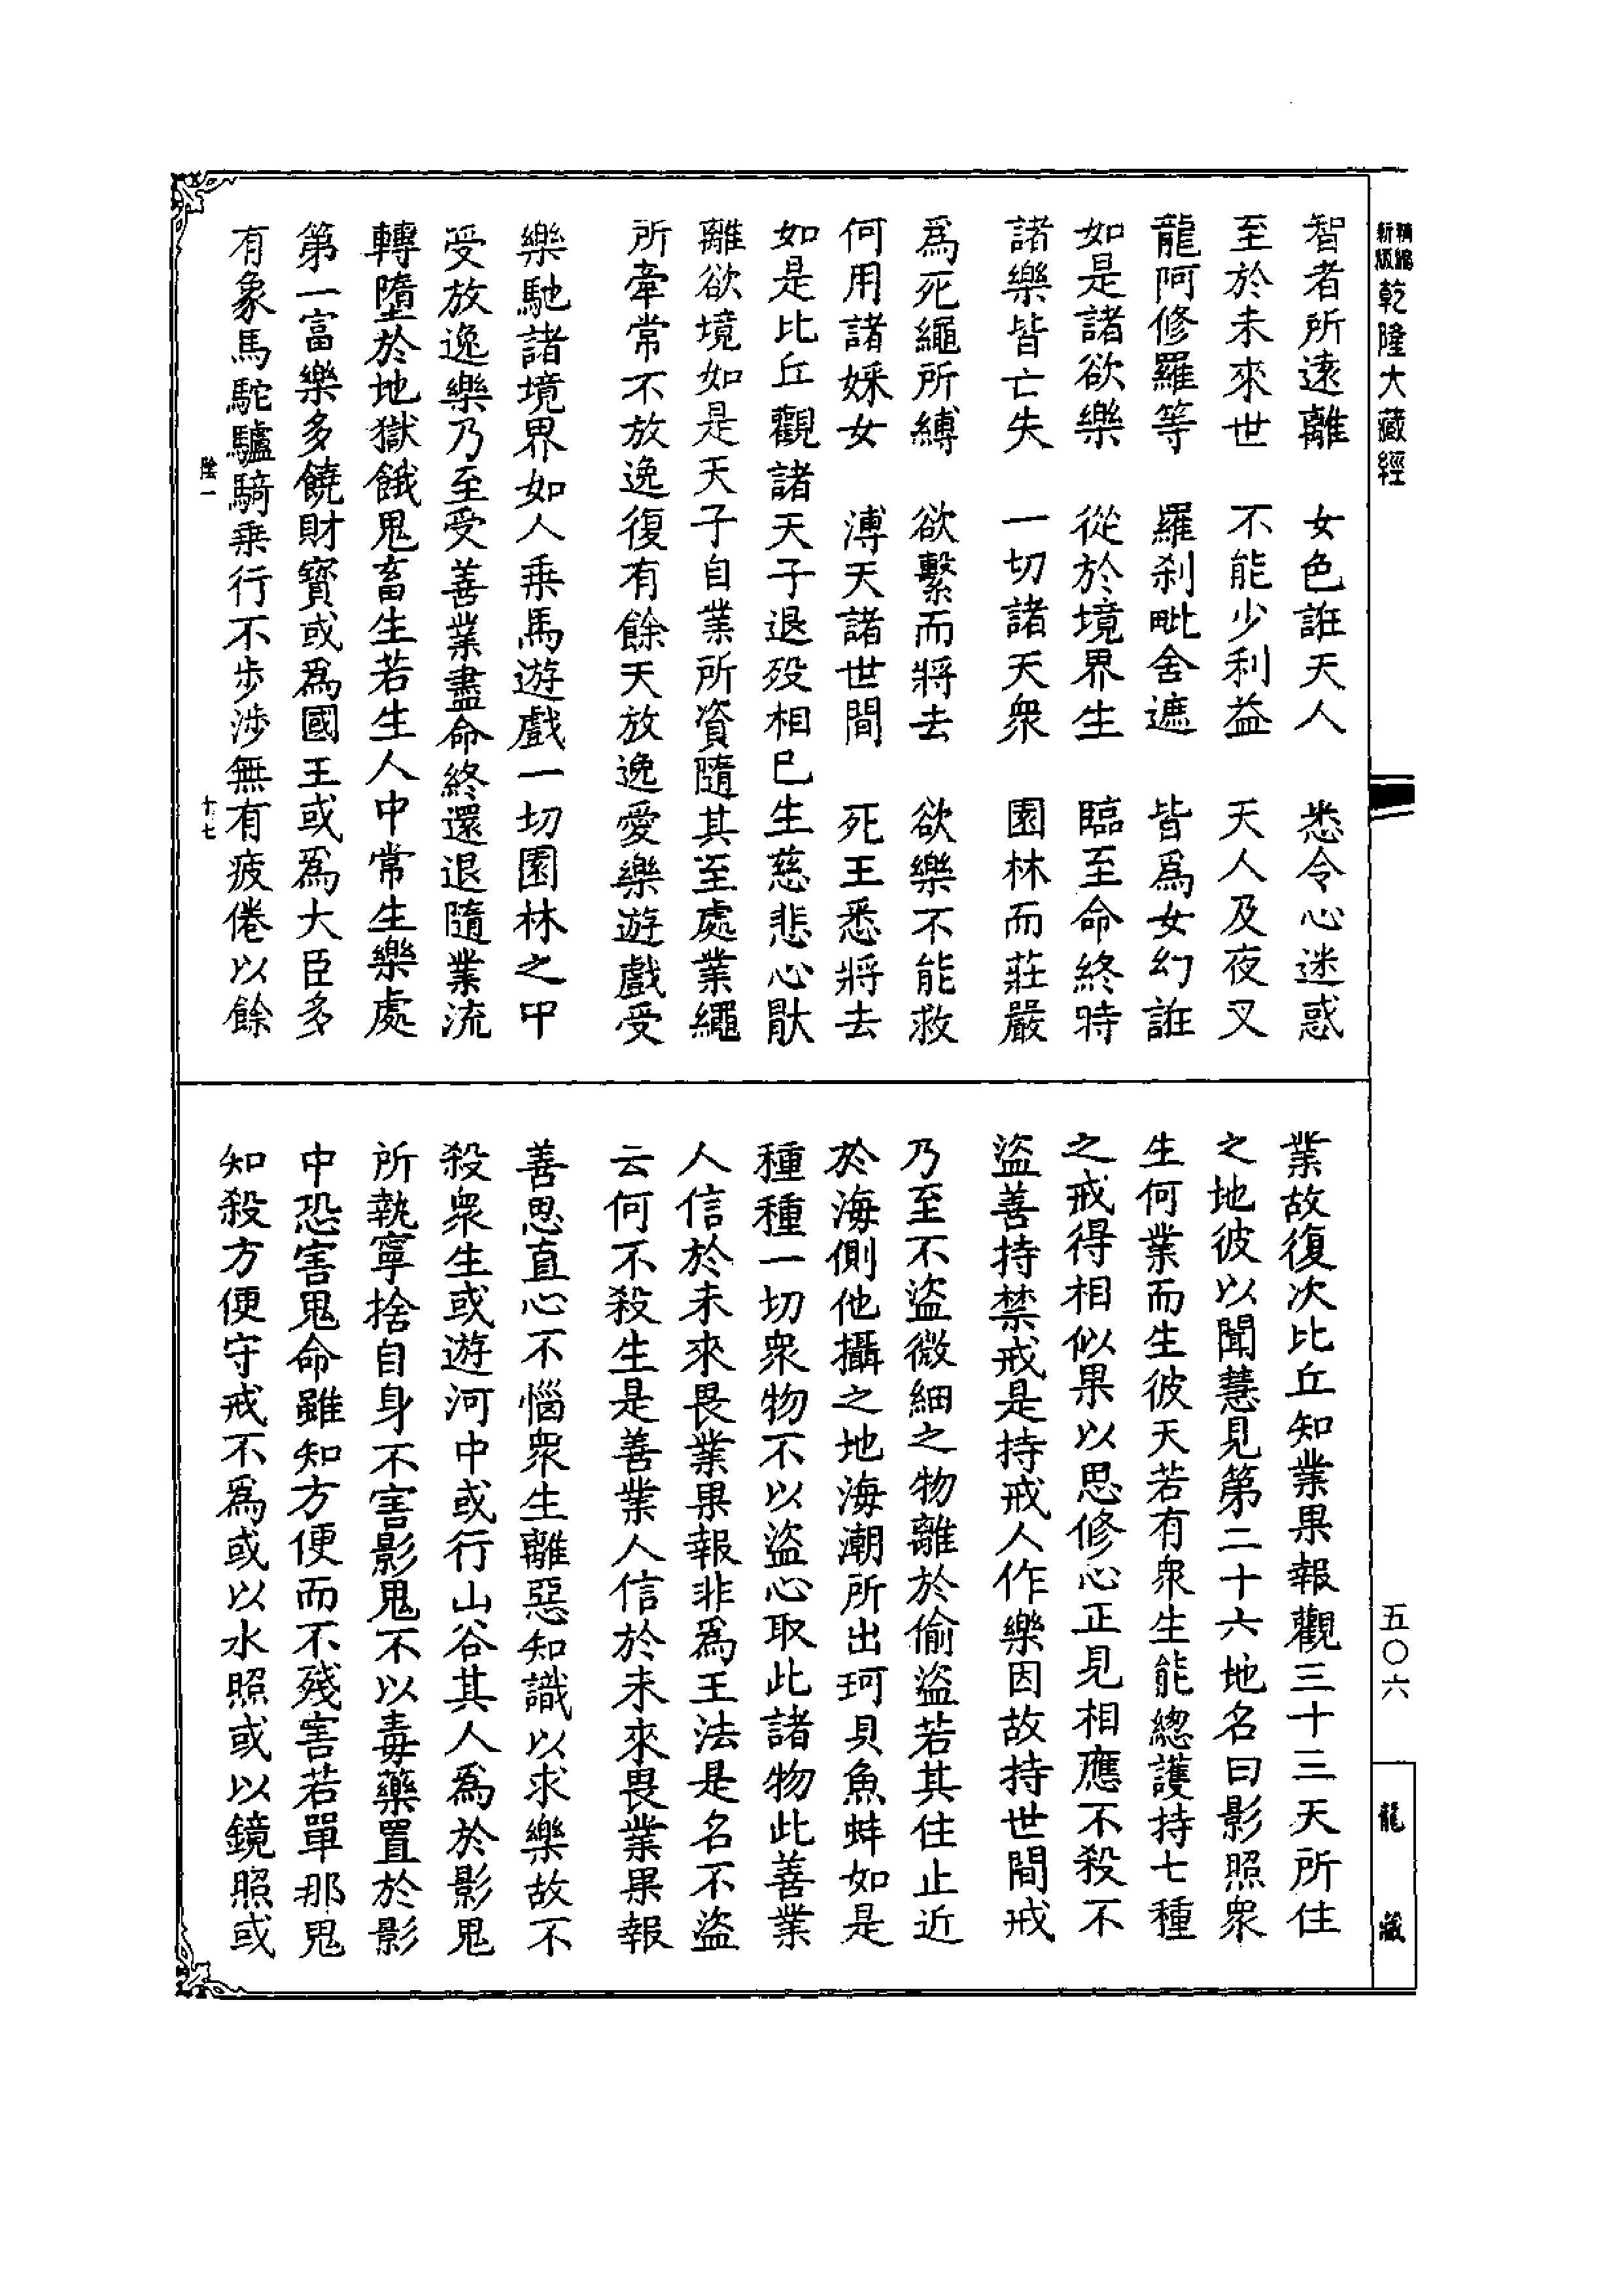 精編
新版
乾隆大藏經
五〇六
龍藏
智者所遠離　女色誑天人　悉令心迷惑
至於未來世　不能少利益　天人及夜叉
龍阿修羅等　羅剎毗舍遮　皆為女幻誑
如是諸欲樂　從於境界生　臨至命終時
諸樂皆亡失　一切諸天眾　園林而莊嚴
為死繩所縛　欲繫而將去　欲樂不能救
何用諸婇女　溥天諸世間　死王悉將去
如是比丘觀諸天子退歿相已生慈悲心猒
離欲境如是天子自業所資隨其至處業繩
所牽常不放逸復有餘天放逸愛樂遊戲受
樂馳諸境界如人乘馬遊戲一切園林之中
受放逸樂乃至受善業盡命終還退隨業流
轉墮於地獄餓鬼畜生若生人中常生樂處
第一富樂多饒財寶或為國王或為大臣多
有象馬駝驢騎乘行不步涉無有疲倦以餘
陰一
十七
業故復次比丘知業果報觀三十三天所住
之地彼以聞慧見第二十六地名曰影照眾
生何業而生彼天若有眾生能總護持七種
之戒得相似果以思修心正見相應不殺不
盜善持禁戒是持戒人作樂因故持世間戒
乃至不盜微細之物離於偷盜若其住止近
於海側他攝之地海潮所出珂貝魚蚌如是
種種一切眾物不以盜心取此諸物此善業
人信於未來畏業果報非為王法是名不盜
云何不殺生是善業人信於未來畏業果報
善思直心不惱眾生離惡知識以求樂故不
殺眾生或遊河中或行山谷其人為於影鬼
所執寧捨自身不害影鬼不以毒藥置於影
中恐害鬼命雖知方便而不殘害若單那鬼
知殺方便守戒不為或以水照或以鏡照或